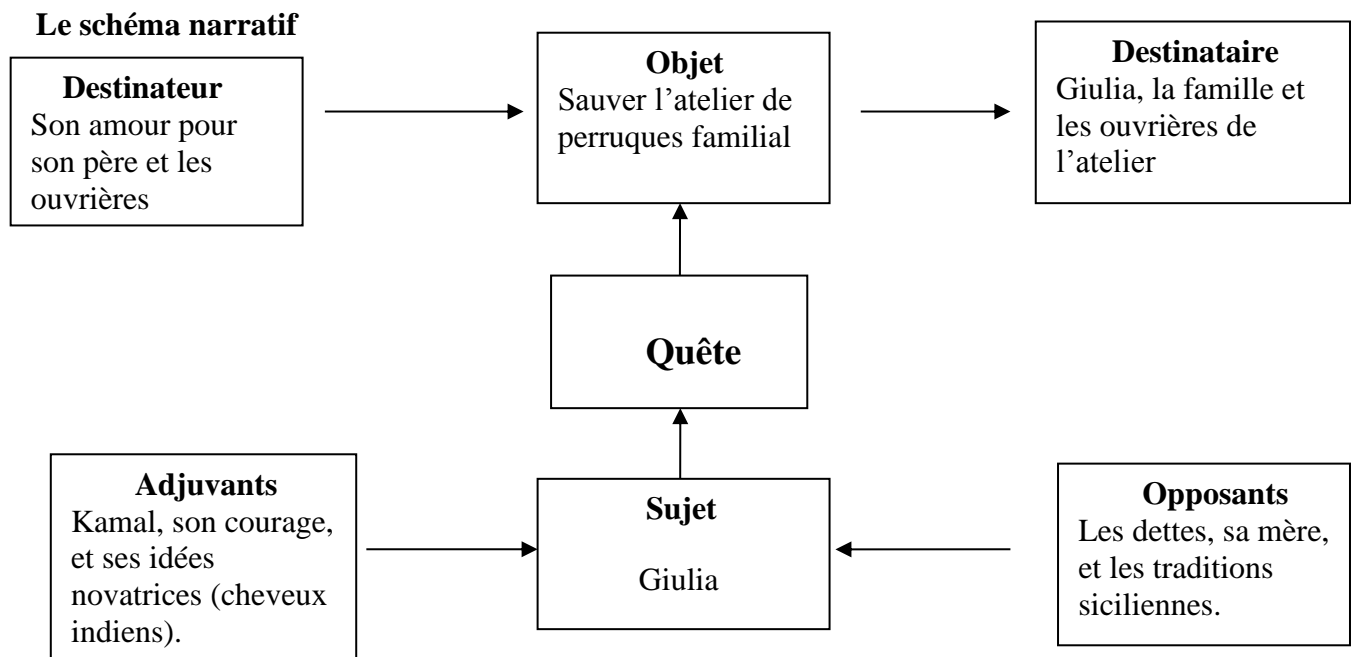 Le schéma narratif
Destinateur
Son amour pour
son père et les
ouvrières
Objet
Sauver l’atelier de
perruques familial
Destinataire
Giulia, la famille et
les ouvrières de
l’atelier
Quête
Adjuvants
Kamal, son courage,
et ses idées
novatrices (cheveux
indiens).
Sujet
Giulia
Opposants
Les dettes, sa mère,
et les traditions
siciliennes.